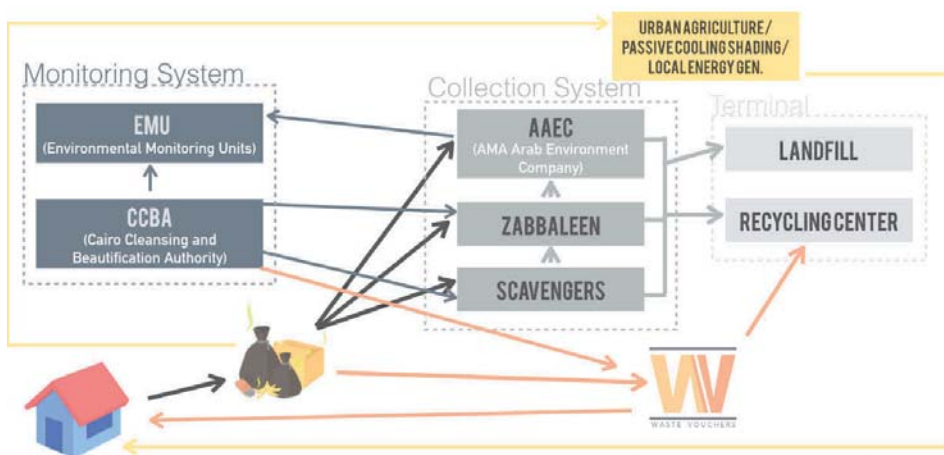 URBAN AGRICULTURE/
PASSIVE COOLING SHADING/
LOCAL ENERGY GEN.
Monitoring System
Collection System
Terminal
EMU
(Environmental Monitoring Units)
AAEC
(AMA Arab Environment
Company)
LANDFILL
CCBA
(Cairo Cleansing and
Beautification Authority)
ZABBALEEN
RECYCLING CENTER
SCAVENGERS
WV
WASTE VOUCHERS